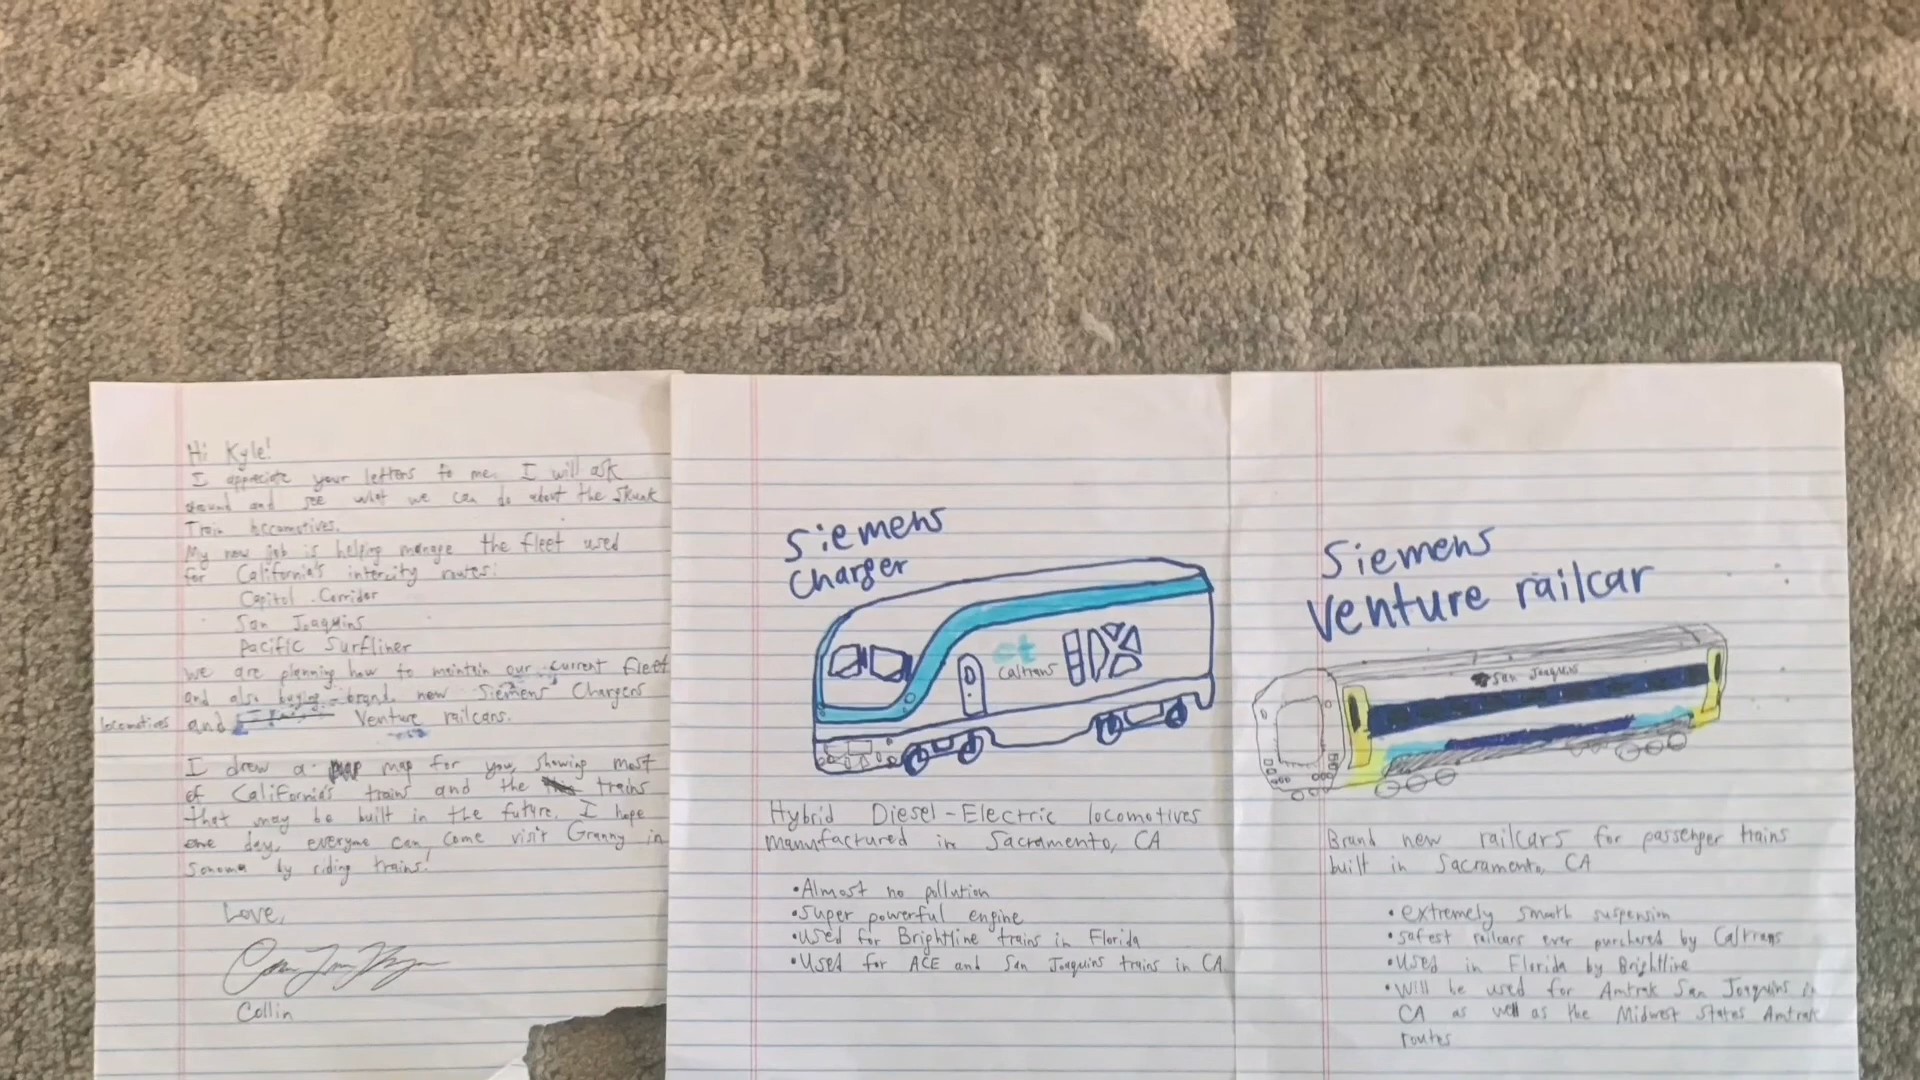 Hi Kyle!
I appreciate your letters to me. I will ask
around and see what we can do about the Skunk
Train locomotives.
My new job is helping manage the fleet used
for California's intercity routes:
Capitol Corridor
San Joaquins
Pacific Surfliner
we are planning how to maintain our current fleet
and also buying brand new Siemens Chargers
locomotives and Venture railcars.
I drew a map for you, showing most
of California's trains and the trains
that may be built in the future. I hope
one day, everyone can come visit Granny in
Sonoma by riding trains!
Love,
Collin
Siemens
Charger
ct
Caltrans
Hybrid Diesel-Electric locomotives
manufactured in Sacramento, CA
•Almost no pollution
•Super powerful engine
•Used for Brightline trains in Florida
•Used for ACE and San Joaquins trains in CA
Siemens
Venture railcar
San Joaquins
Brand new railcars for passenger trains
built in Sacramento, CA
•extremely smooth suspension
•safest railcars ever purchased by Caltrans
•Used in Florida by Brightline
•Will be used for Amtrak San Joaquins in
CA as well as the Midwest States Amtrak
routes